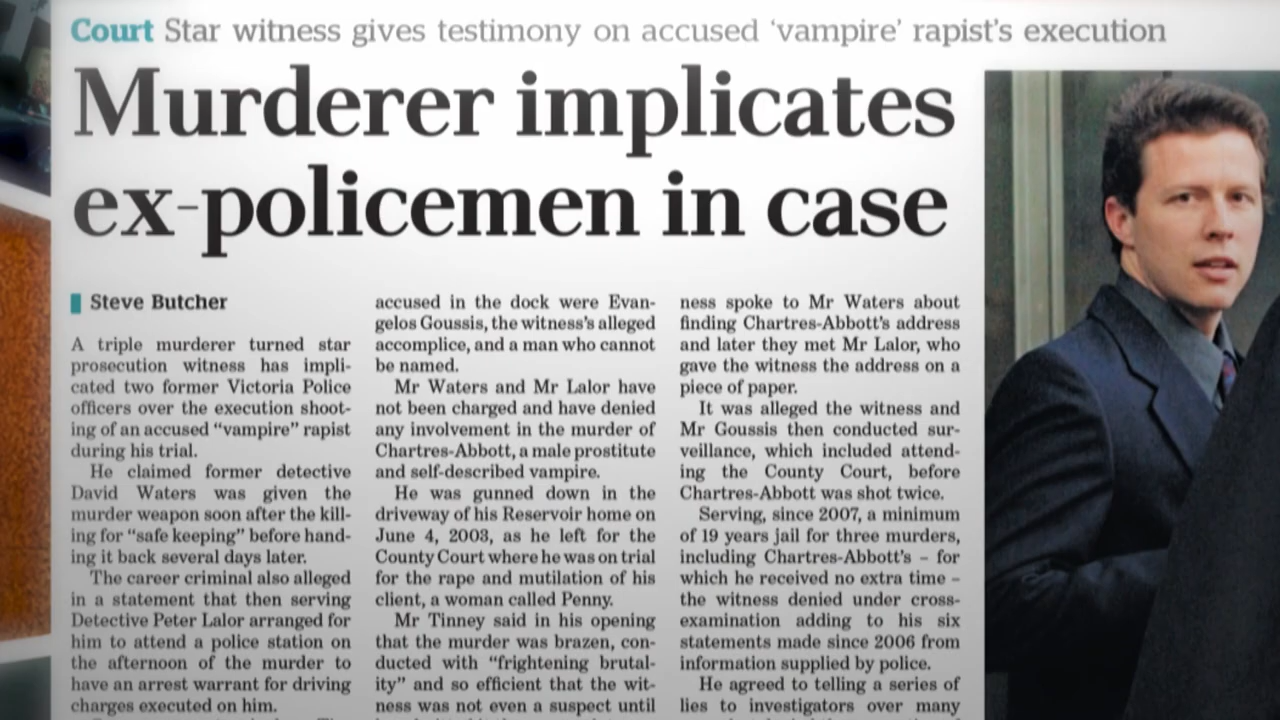 Court Star witness gives testimony on accused ‘vampire’ rapist’s execution
Murderer implicates
ex-policemen in case
Steve Butcher
A triple murderer turned star
prosecution witness has impli-
cated two former Victoria Police
officers over the execution shoot-
ing of an accused “vampire” rapist
during his trial.
He claimed former detective
David Waters was given the
murder weapon soon after the kill-
ing for “safe keeping” before hand-
ing it back several days later.
The career criminal also alleged
in a statement that then serving
Detective Peter Lalor arranged for
him to attend a police station on
the afternoon of the murder to
have an arrest warrant for driving
charges executed on him.
accused in the dock were Evan-
gelos Goussis, the witness’s alleged
accomplice, and a man who cannot
be named.
Mr Waters and Mr Lalor have
not been charged and have denied
any involvement in the murder of
Chartres-Abbott, a male prostitute
and self-described vampire.
He was gunned down in the
driveway of his Reservoir home on
June 4, 2003, as he left for the
County Court where he was on trial
for the rape and mutilation of his
client, a woman called Penny.
Mr Tinney said in his opening
that the murder was brazen, con-
ducted with “frightening brutal-
ity” and so efficient that the wit-
ness was not even a suspect until
ness spoke to Mr Waters about
finding Chartres-Abbott’s address
and later they met Mr Lalor, who
gave the witness the address on a
piece of paper.
It was alleged the witness and
Mr Goussis then conducted sur-
veillance, which included attend-
ing the County Court, before
Chartres-Abbott was shot twice.
Serving, since 2007, a minimum
of 19 years jail for three murders,
including Chartres-Abbott’s – for
which he received no extra time –
the witness denied under cross-
examination adding to his six
statements made since 2006 from
information supplied by police.
He agreed to telling a series of
lies to investigators over many